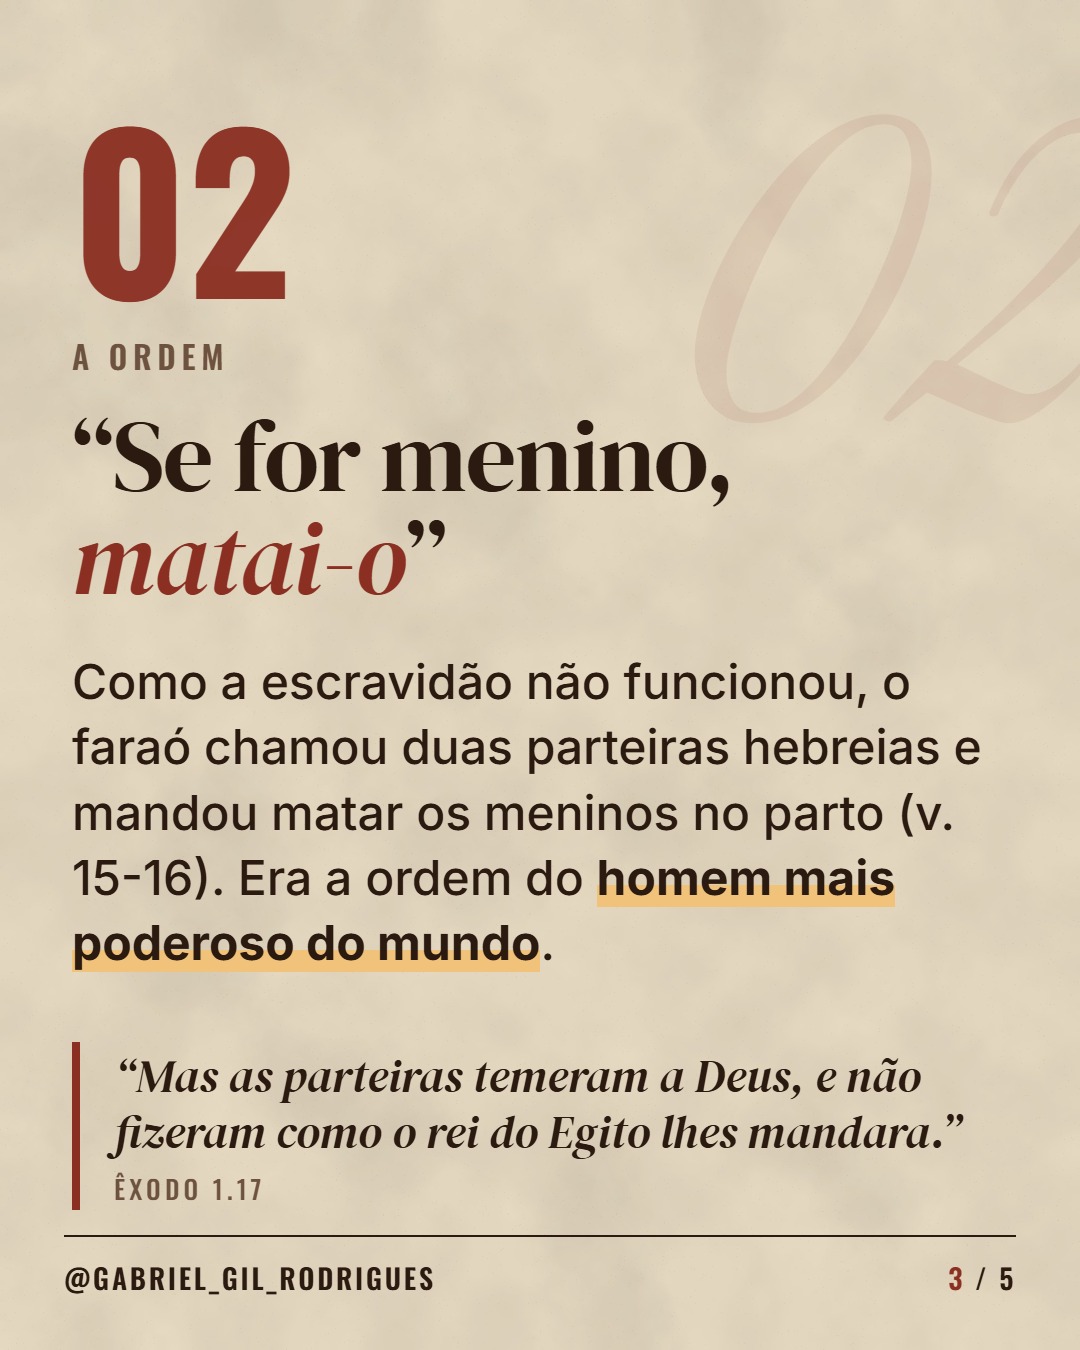 02
02
A ORDEM
“Se for menino,
matai-o”
Como a escravidão não funcionou, o
faraó chamou duas parteiras hebreias e
mandou matar os meninos no parto (v.
15-16). Era a ordem do homem mais
poderoso do mundo.
“Mas as parteiras temeram a Deus, e não
fizeram como o rei do Egito lhes mandara.”
ÊXODO 1.17
@GABRIEL_GIL_RODRIGUES
3 / 5